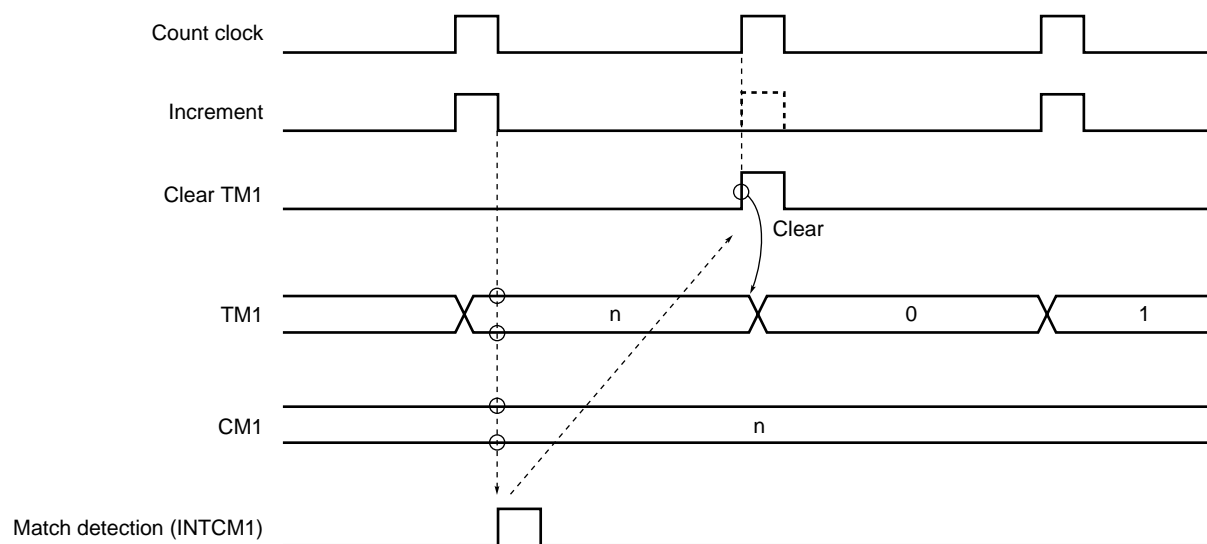 Count clock
Increment
Clear TM1
Clear
TM1
n
0
1
CM1
n
Match detection (INTCM1)